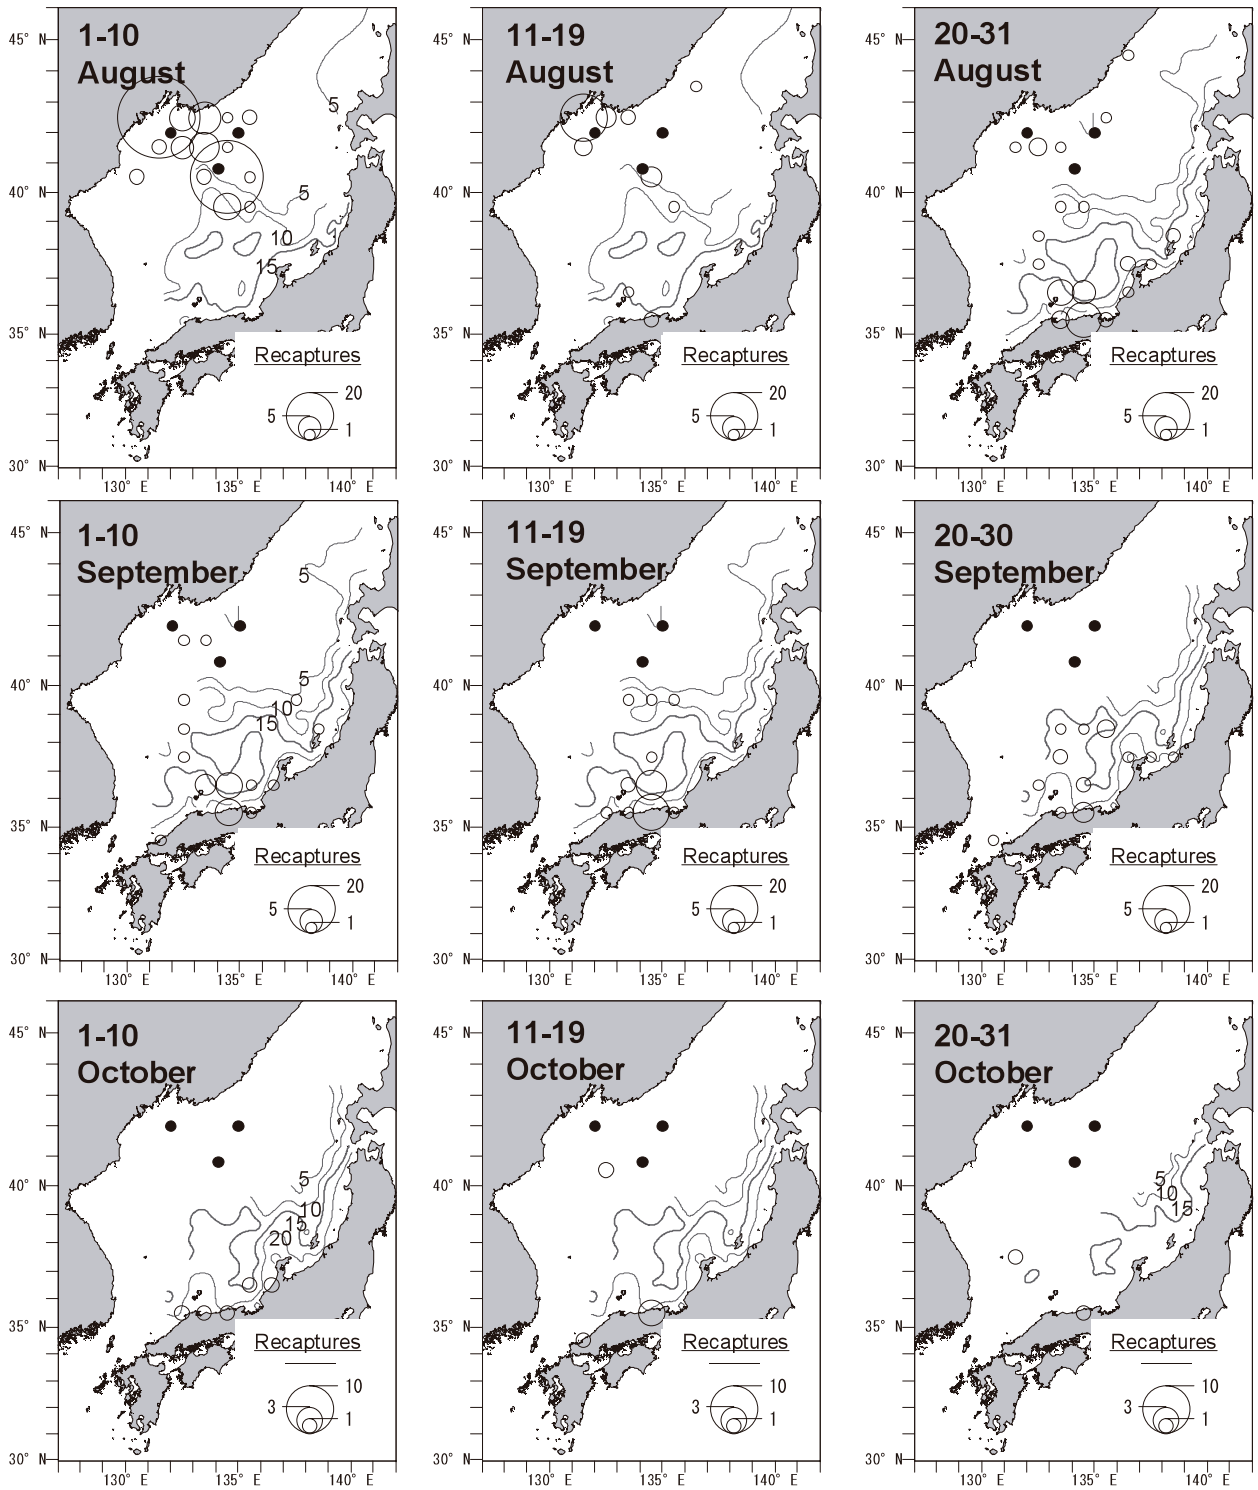 1-10
August
45° N
40° N
35° N
30° N
130° E
135° E
140° E
5
5
10
15
Recaptures
20
5
1
11-19
August
45° N
40° N
35° N
30° N
130° E
135° E
140° E
Recaptures
20
5
1
20-31
August
45° N
40° N
35° N
30° N
130° E
135° E
140° E
Recaptures
20
5
1
1-10
September
45° N
40° N
35° N
30° N
130° E
135° E
140° E
5
5
10
15
Recaptures
20
5
1
11-19
September
45° N
40° N
35° N
30° N
130° E
135° E
140° E
Recaptures
20
5
1
20-30
September
45° N
40° N
35° N
30° N
130° E
135° E
140° E
Recaptures
20
5
1
1-10
October
45° N
40° N
35° N
30° N
130° E
135° E
140° E
5
10
15
20
Recaptures
10
3
1
11-19
October
45° N
40° N
35° N
30° N
130° E
135° E
140° E
Recaptures
10
3
1
20-31
October
45° N
40° N
35° N
30° N
130° E
135° E
140° E
5
10
15
Recaptures
10
3
1